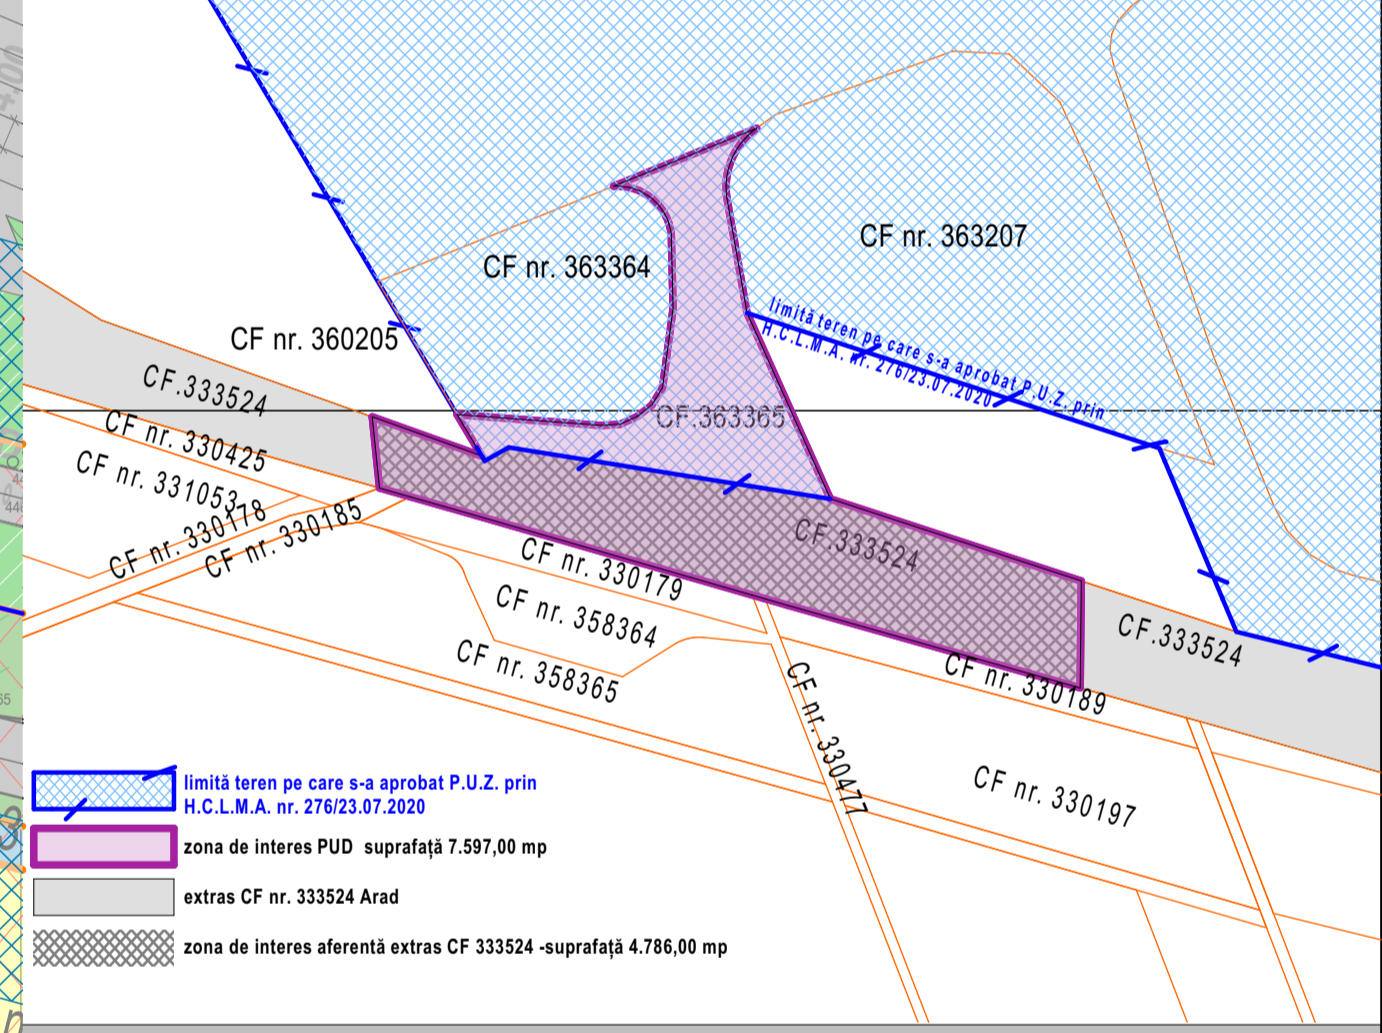 CF nr. 363207
CF nr. 363364
limită teren pe care s-a aprobat P.U.Z. prin
H.C.L.M.A. nr. 276/23.07.2020
CF nr. 360205
CF.333524
CF.363365
CF nr. 330425
CF nr. 331053
CF nr. 330178
CF nr. 330185
CF.333524
CF nr. 330179
CF nr. 358364
CF.333524
CF nr. 358365
CF nr. 330189
CF nr. 330477
CF nr. 330197
limită teren pe care s-a aprobat P.U.Z. prin
H.C.L.M.A. nr. 276/23.07.2020
zona de interes PUD suprafață 7.597,00 mp
extras CF nr. 333524 Arad
zona de interes aferentă extras CF 333524 -suprafață 4.786,00 mp